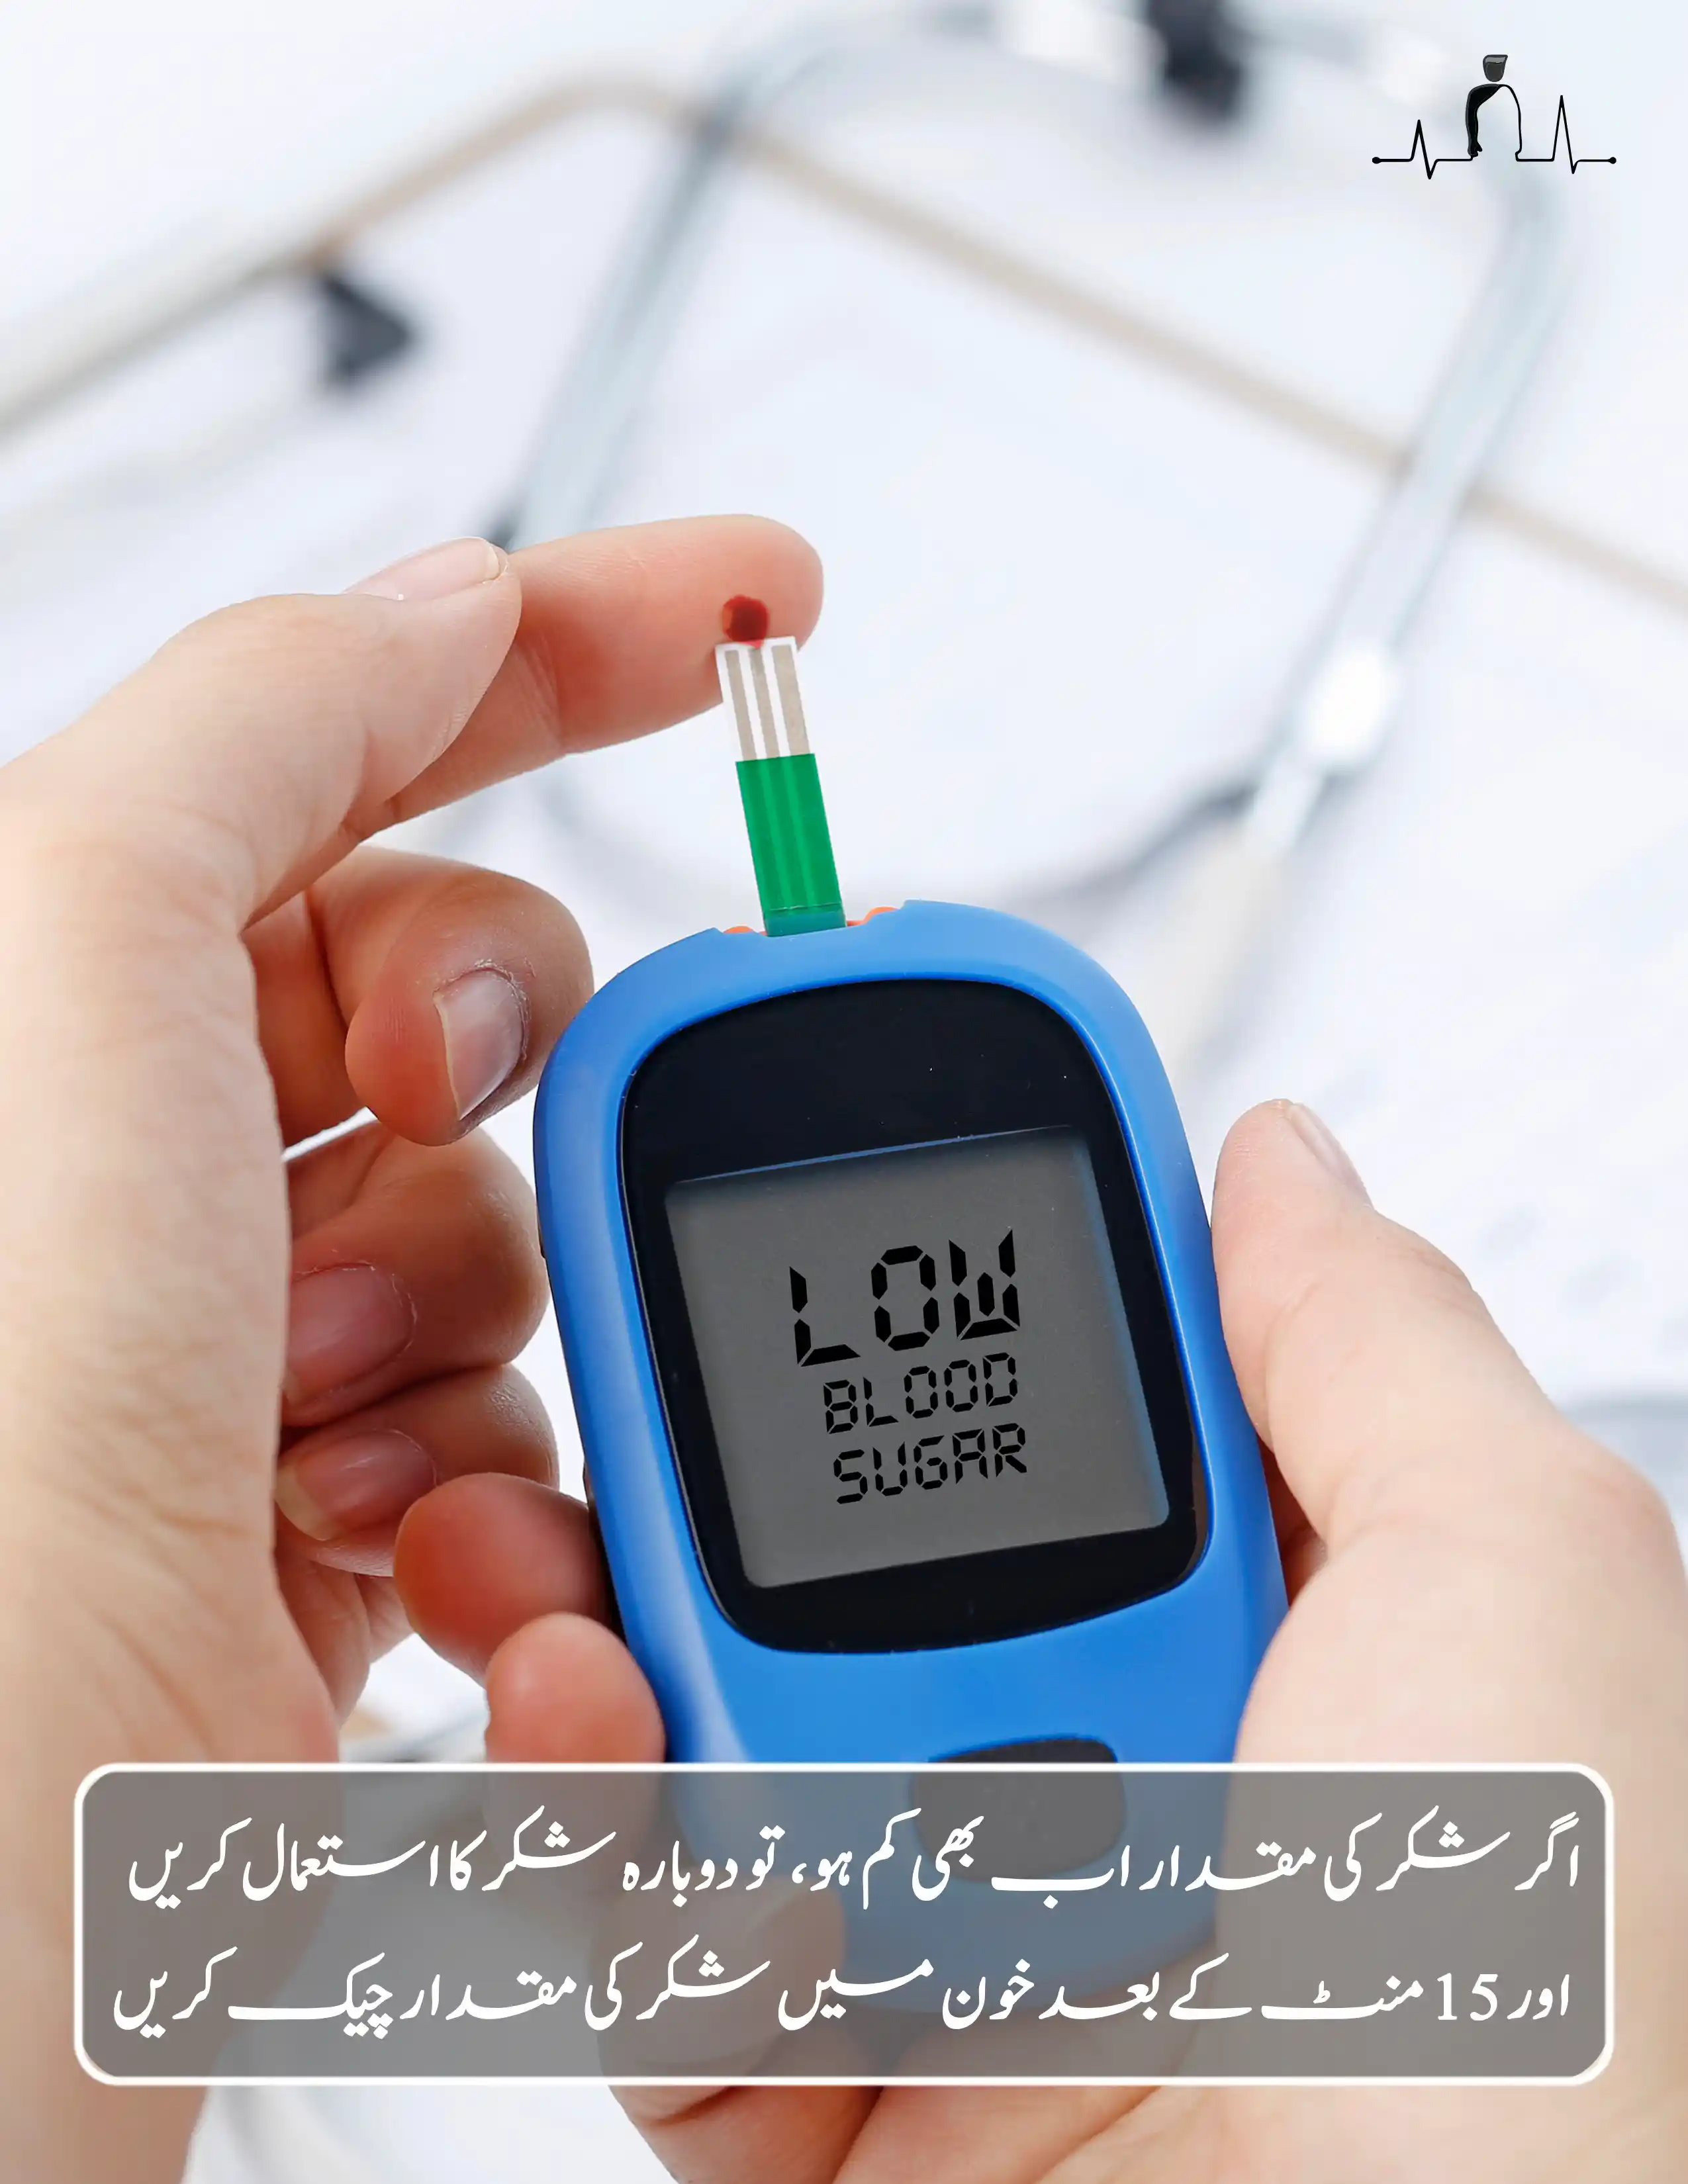 LOW
BLOOD
SUGAR
اگر شکر کی مقدار اب بھی کم ہو، تو دوبارہ شکر کا استعمال کریں
اور 15 منٹ کے بعد خون میں شکر کی مقدار چیک کریں